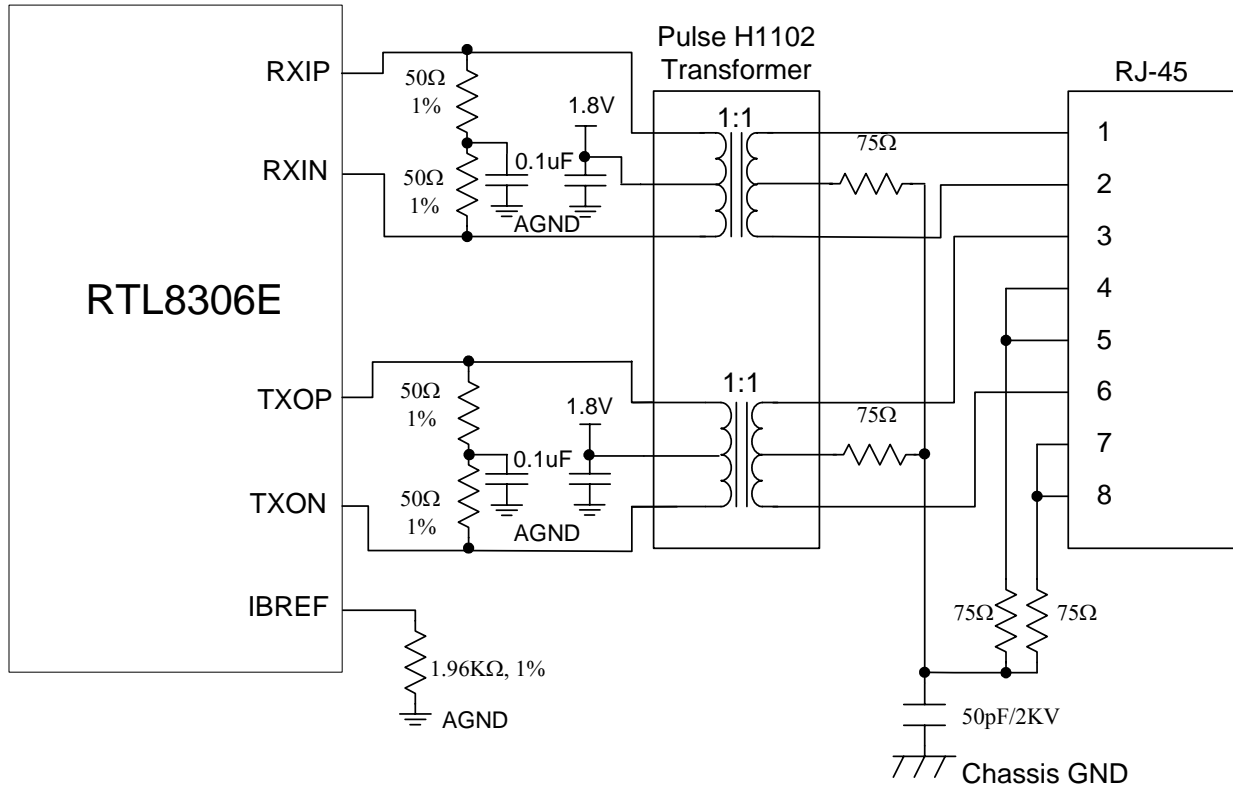 Pulse H1102
Transformer
RJ-45
RTL8306E
RXIP
RXIN
50Ω
1%
50Ω
1%
0.1uF
AGND
1.8V
1:1
75Ω
1
2
3
4
5
6
7
8
TXOP
TXON
50Ω
1%
50Ω
1%
0.1uF
AGND
1.8V
1:1
75Ω
IBREF
1.96KΩ, 1%
AGND
75Ω
75Ω
50pF/2KV
Chassis GND